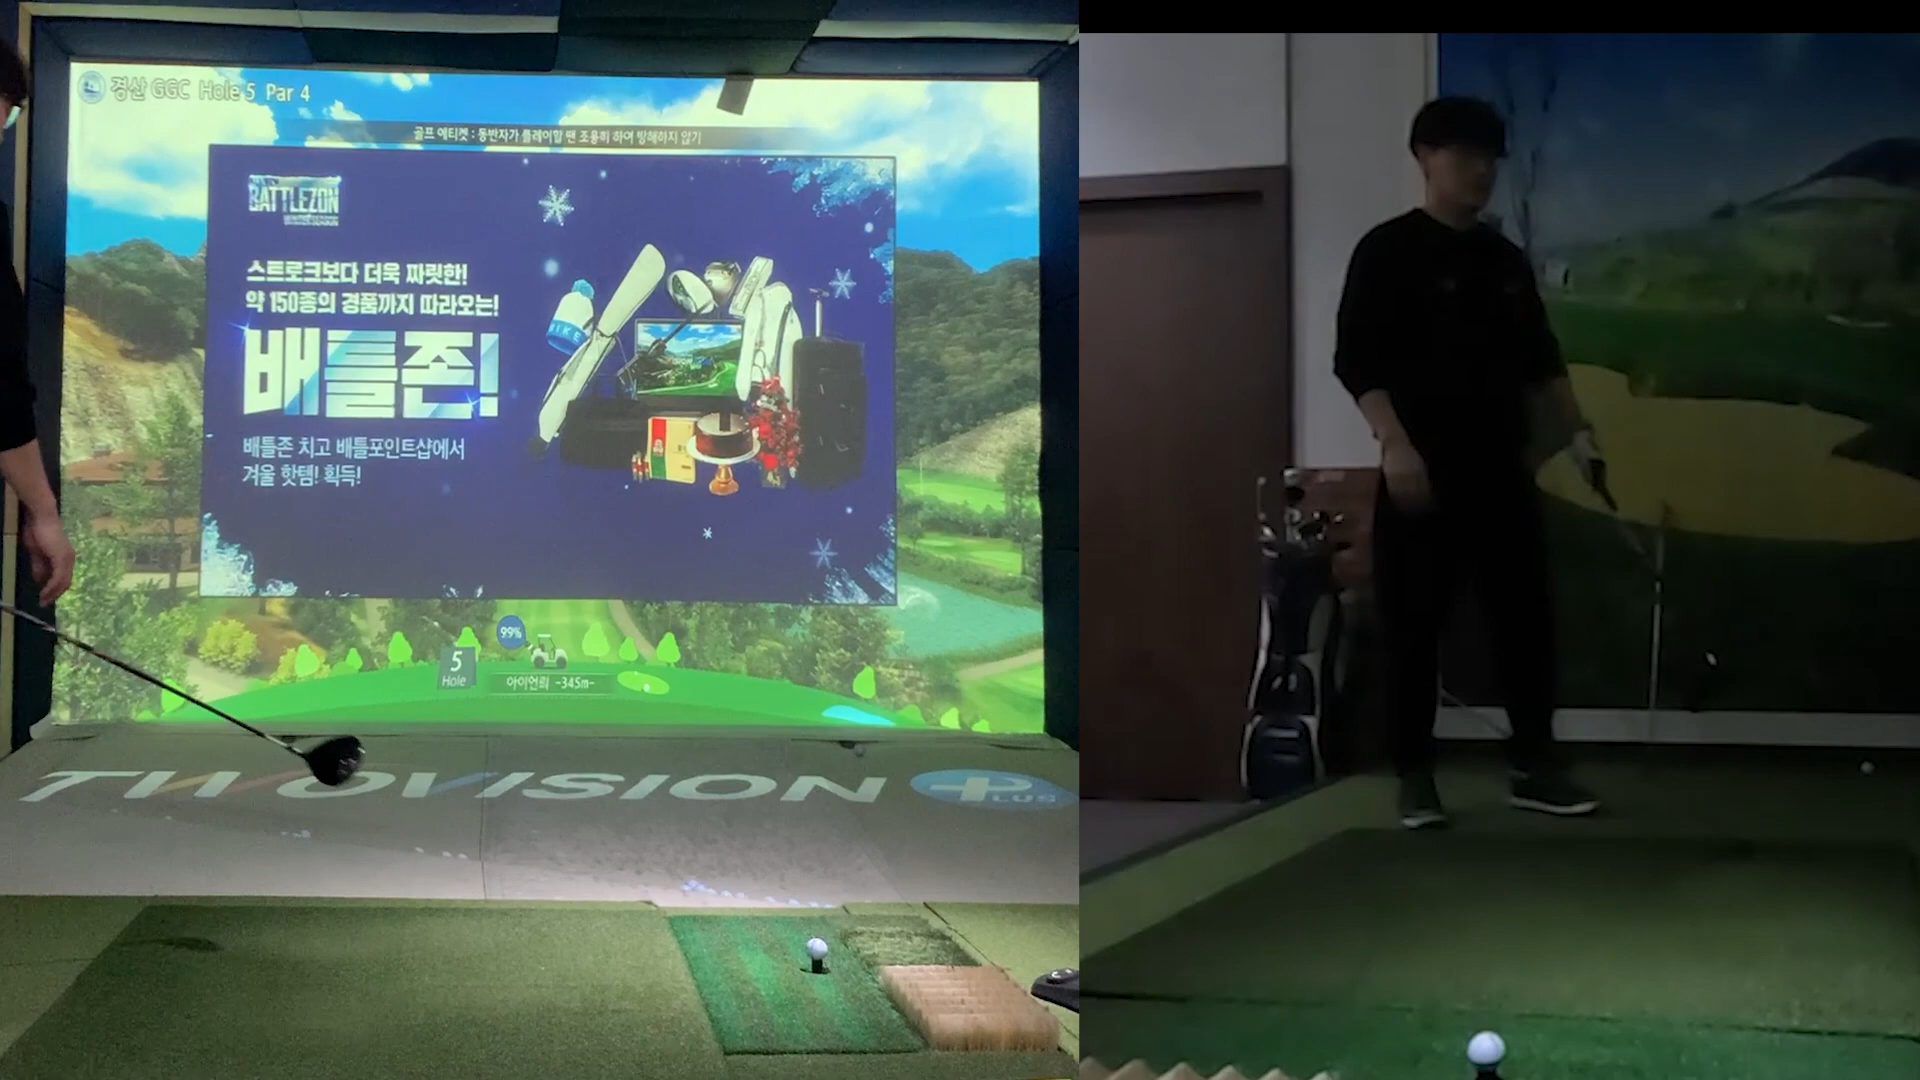 경산 GGC Hole 5 Par 4
골프 에티켓 : 동반자가 플레이할 땐 조용히 하여 방해하지 않기
BATTLEZON
스트로크보다 더욱 짜릿한!
약 150종의 경품까지 따라오는!
배틀존!
배틀존 치고 배틀포인트샵에서
겨울 핫템! 획득!
NIKE
99%
5
Hole
아이언뢰 -345m-
TWOVISION PLUS